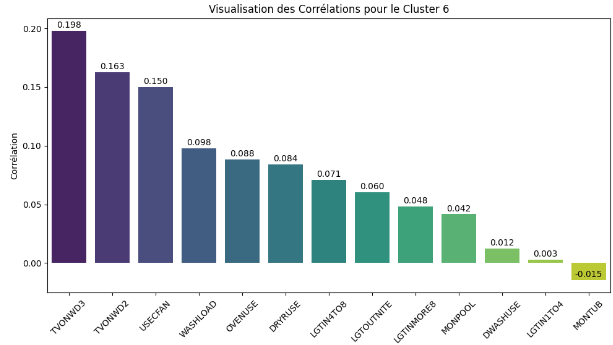 Visualisation des Corrélations pour le Cluster 6
0.198
0.163
0.150
0.098
0.088
0.084
0.071
0.060
0.048
0.042
0.012
0.003
-0.015
0.20
0.15
0.10
0.05
0.00
Corrélation
TVONWD3
TVONWD2
USECFAN
WASHLOAD
OVENUSE
DRYRUSE
LGTIN4TO8
LGTOUTNITE
LGTINMORE8
MONPOOL
DWASHUSE
LGTIN1TO4
MONTUB